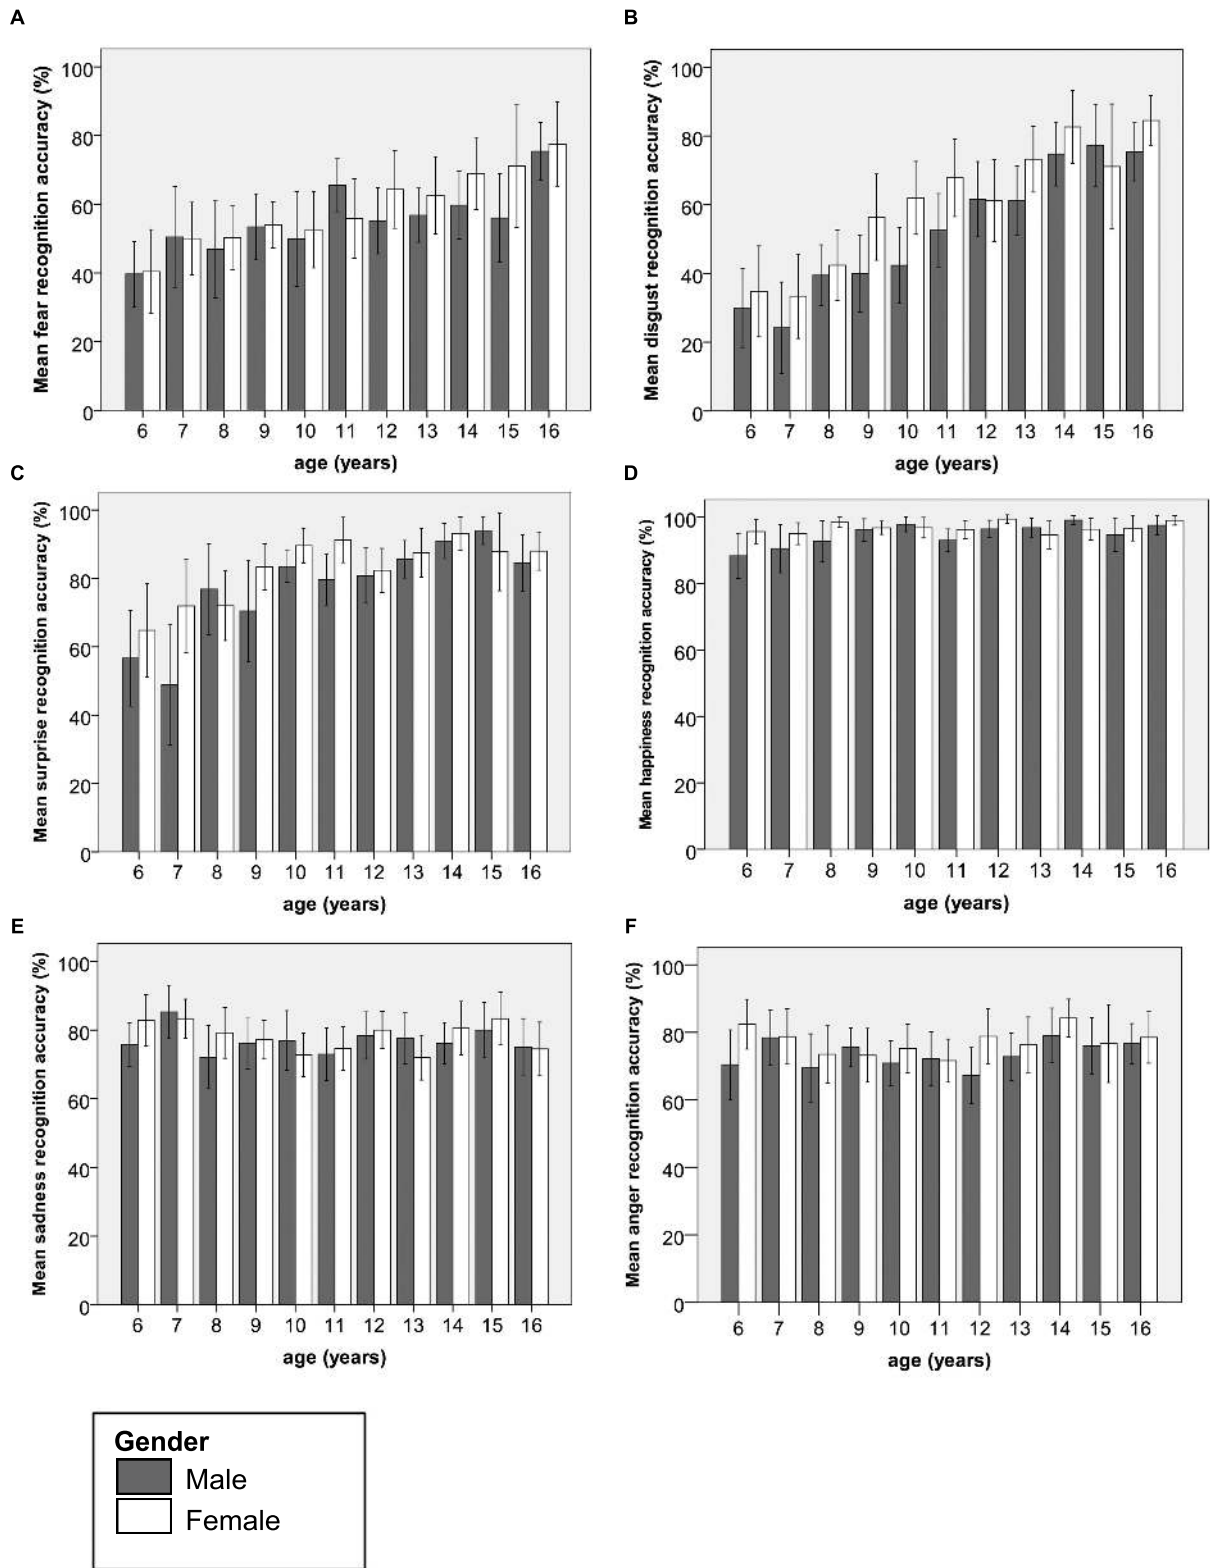 A
Mean fear recognition accuracy (%)
100
80
60
40
20
0
6 7 8 9 10 11 12 13 14 15 16
age (years)
B
Mean disgust recognition accuracy (%)
100
80
60
40
20
0
6 7 8 9 10 11 12 13 14 15 16
age (years)
C
Mean surprise recognition accuracy (%)
100
80
60
40
20
0
6 7 8 9 10 11 12 13 14 15 16
age (years)
D
Mean happiness recognition accuracy (%)
100
80
60
40
20
0
6 7 8 9 10 11 12 13 14 15 16
age (years)
E
Mean sadness recognition accuracy (%)
100
80
60
40
20
0
6 7 8 9 10 11 12 13 14 15 16
age (years)
F
Mean anger recognition accuracy (%)
100
80
60
40
20
0
6 7 8 9 10 11 12 13 14 15 16
age (years)
Gender
Male
Female